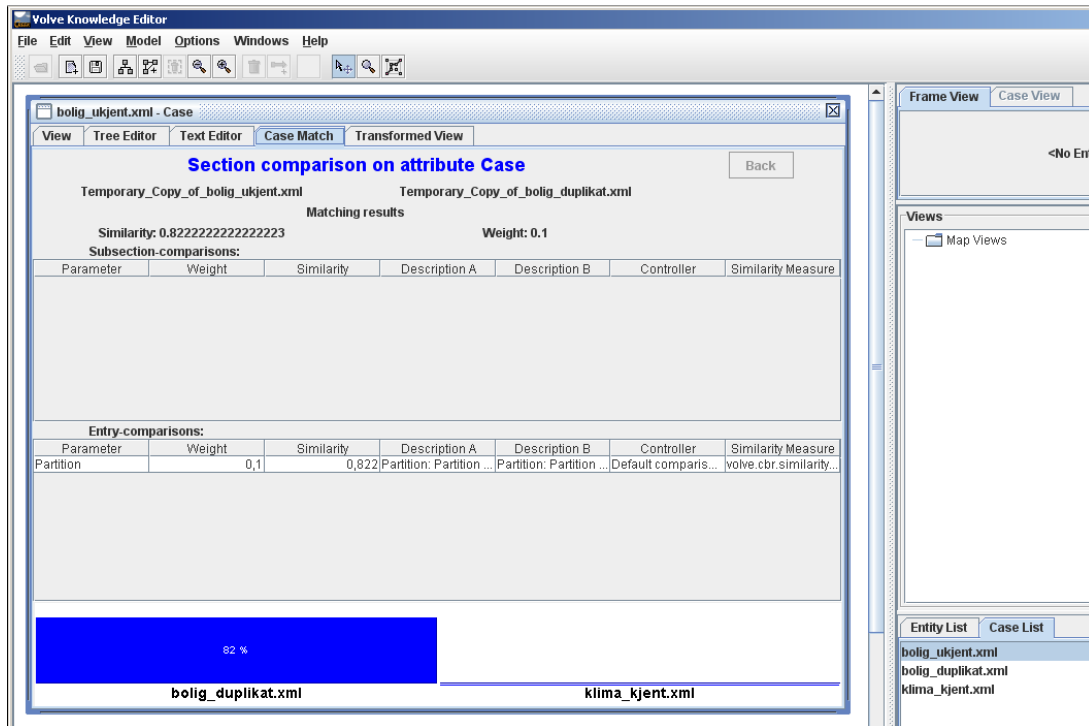 Volve Knowledge Editor
File Edit View Model Options Windows Help
bolig_ukjent.xml - Case
View Tree Editor Text Editor Case Match Transformed View
Section comparison on attribute Case
Back
Temporary_Copy_of_bolig_ukjent.xml Temporary_Copy_of_bolig_duplikat.xml
Matching results
Similarity: 0.8222222222222223 Weight: 0.1
Subsection-comparisons:
Parameter Weight Similarity Description A Description B Controller Similarity Measure
Entry-comparisons:
Parameter Weight Similarity Description A Description B Controller Similarity Measure
Partition 0,1 0,822 Partition: Partition ... Partition: Partition ... Default comparis... volve.cbr.similarity...
82 %
bolig_duplikat.xml klima_kjent.xml
Frame View Case View
<No En
Views
Map Views
Entity List Case List
bolig_ukjent.xml
bolig_duplikat.xml
klima_kjent.xml